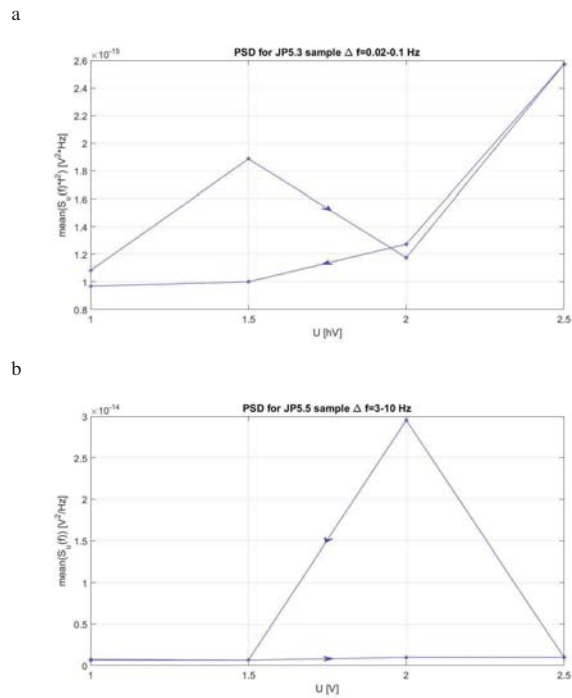 a
×10⁻¹⁵
PSD for JP5.3 sample Δ f=0.02-0.1 Hz
2.6
2.4
2.2
2
1.8
1.6
1.4
1.2
1
0.8
mean(Sᵤ(f)*f²) [V²*Hz]
1 1.5 2 2.5
U [hV]
b
×10⁻¹⁴
PSD for JP5.5 sample Δ f=3-10 Hz
3
2.5
2
1.5
1
0.5
0
mean(Sᵤ(f)) [V²/Hz]
1 1.5 2 2.5
U [V]